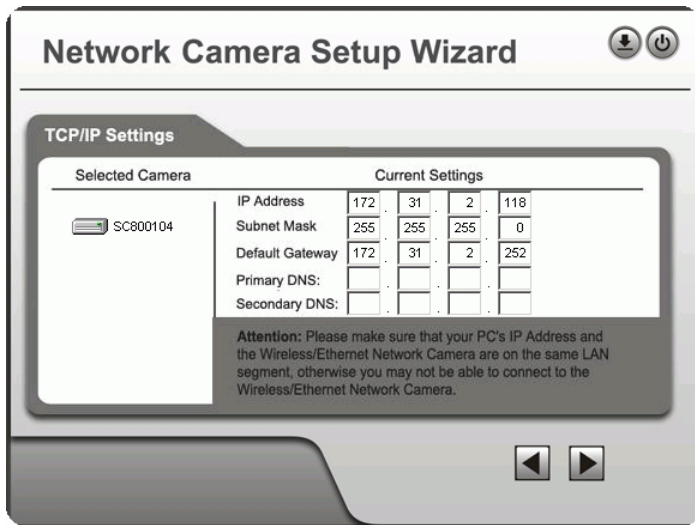 Network Camera Setup Wizard
TCP/IP Settings
Selected Camera
Current Settings
SC800104
IP Address 172 . 31 . 2 . 118
Subnet Mask 255 . 255 . 255 . 0
Default Gateway 172 . 31 . 2 . 252
Primary DNS: . . .
Secondary DNS: . . .
Attention: Please make sure that your PC's IP Address and
the Wireless/Ethernet Network Camera are on the same LAN
segment, otherwise you may not be able to connect to the
Wireless/Ethernet Network Camera.